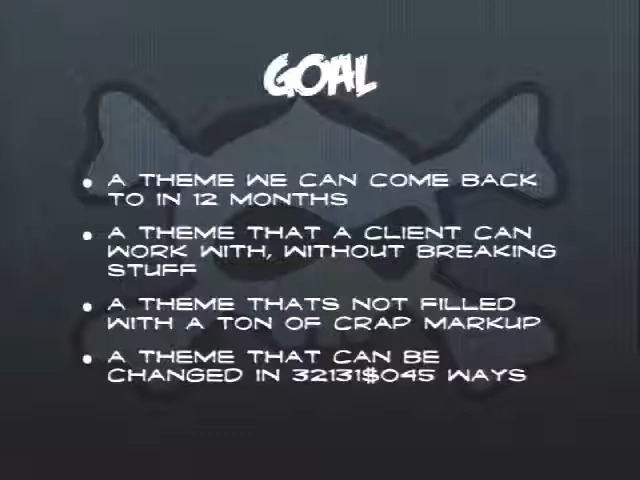 GOAL
• A THEME WE CAN COME BACK
TO IN 12 MONTHS
• A THEME THAT A CLIENT CAN
WORK WITH, WITHOUT BREAKING
STUFF
• A THEME THATS NOT FILLED
WITH A TON OF CRAP MARKUP
• A THEME THAT CAN BE
CHANGED IN 32131$045 WAYS